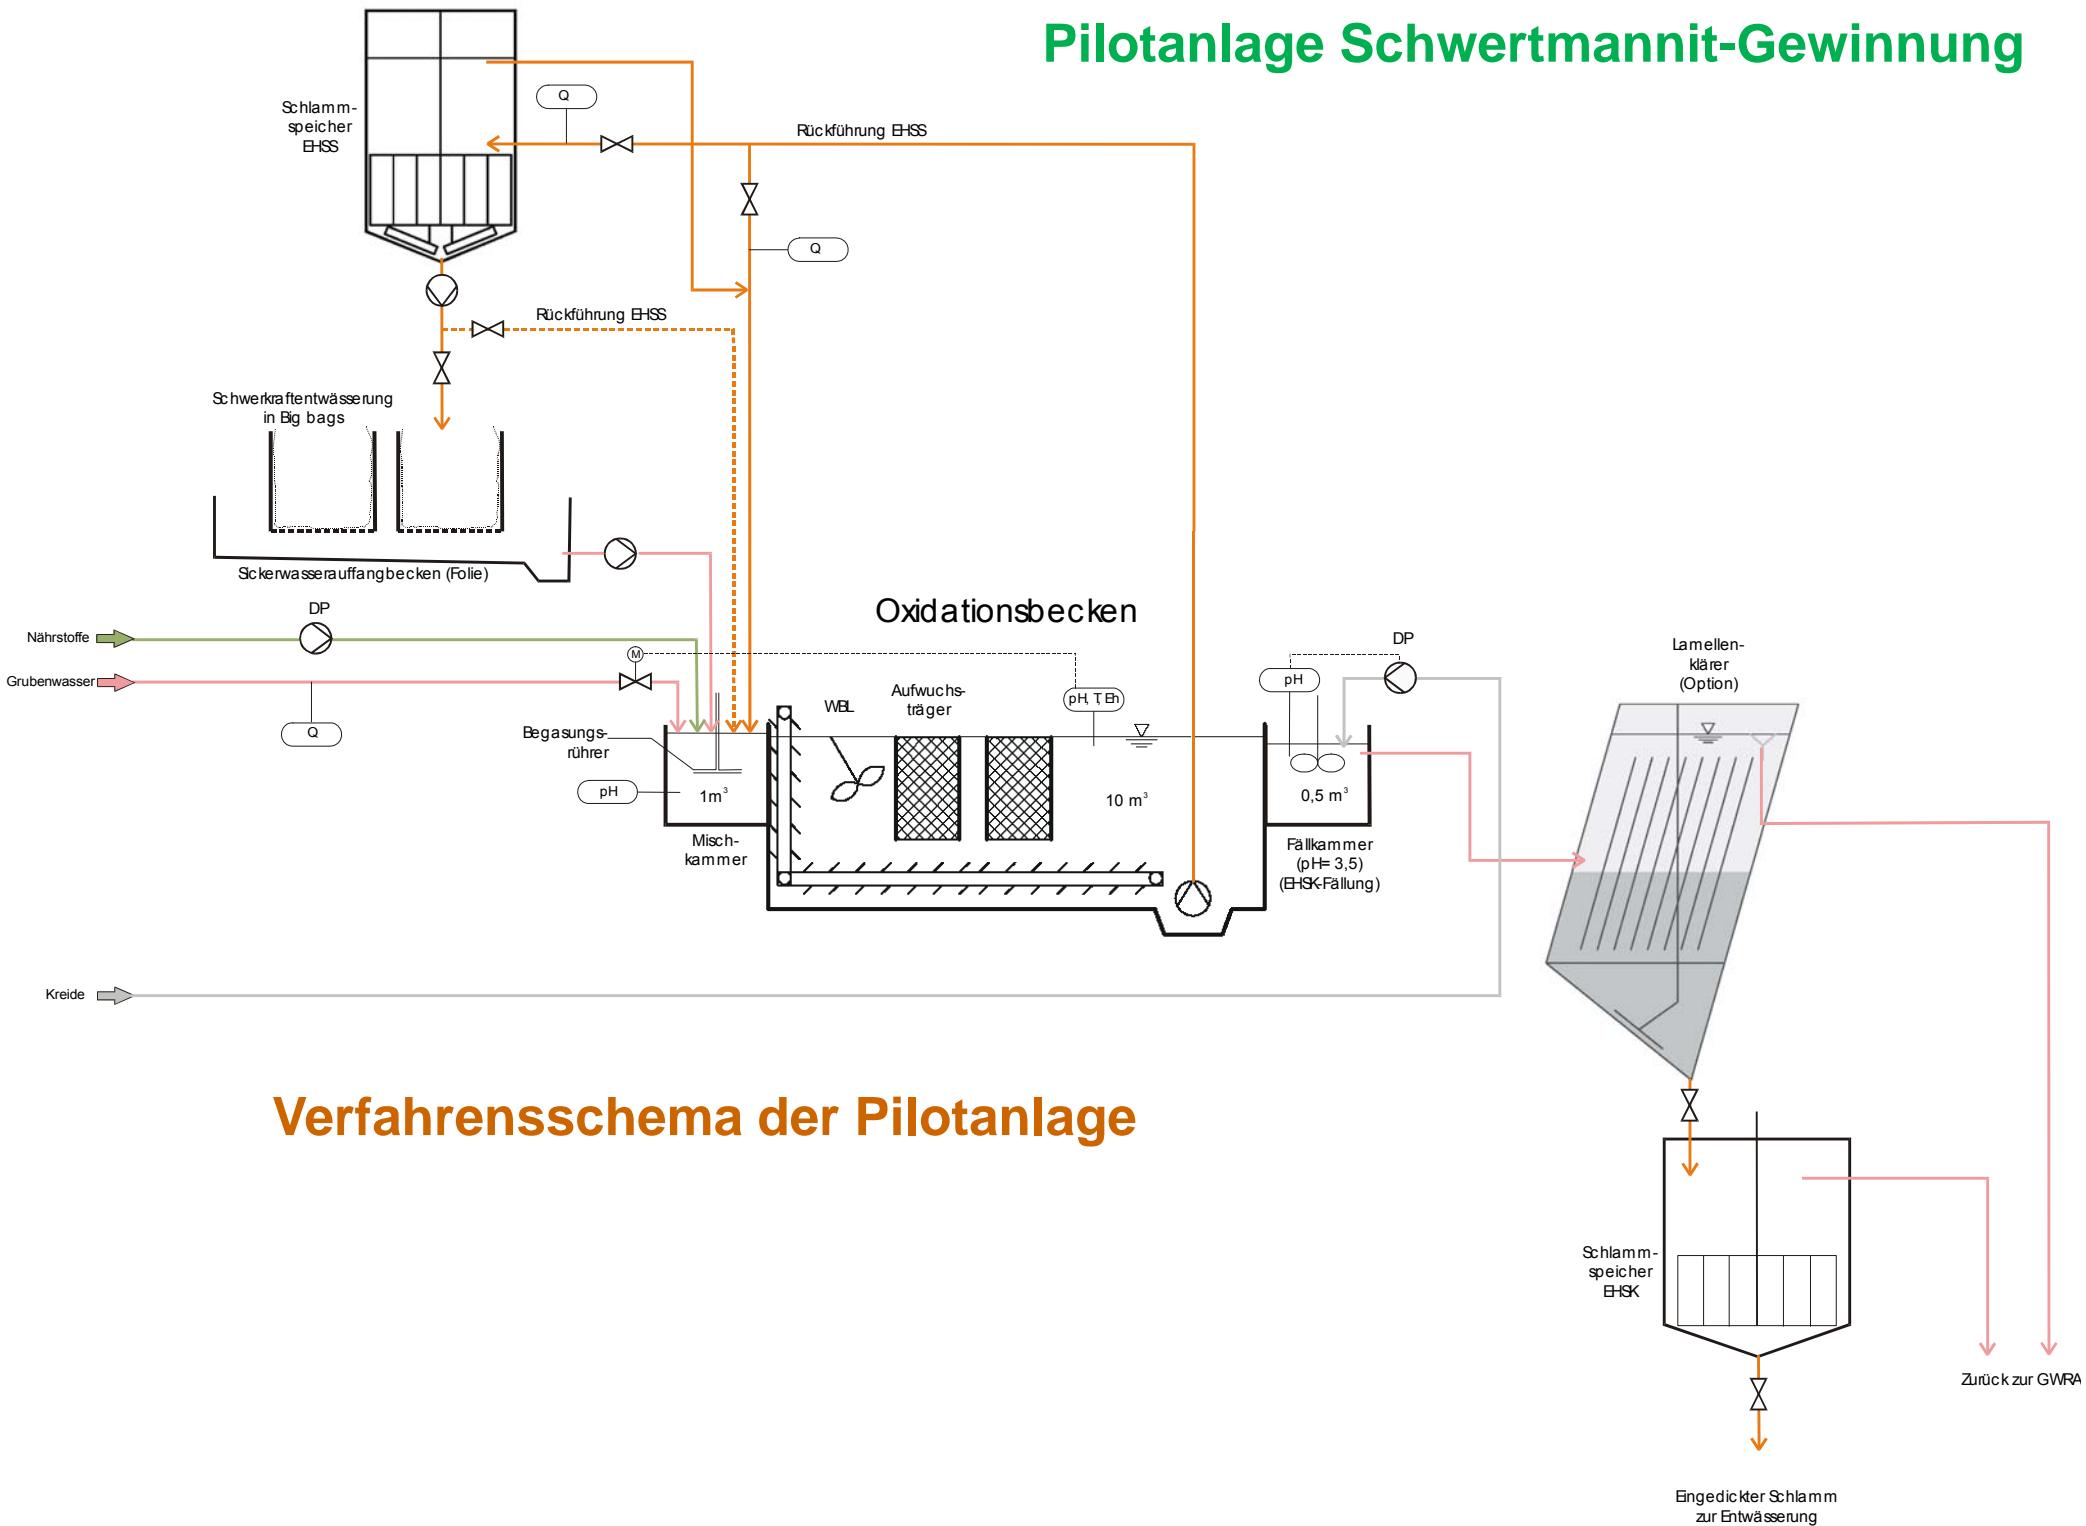 Pilotanlage Schwertmannit-Gewinnung
Schlamm-
speicher
EHSS
Q
Rückführung EHSS
Q
Rückführung EHSS
Schwerkraftentwässerung
in Big bags
Sickerwasserauffangbecken (Folie)
Oxidationsbecken
DP
Nährstoffe
Grubenwasser
Q
M
Begasungs-
rührer
pH
1m³
Misch-
kammer
WBL
Aufwuchs-
träger
pH, T, Eh
10 m³
DP
pH
0,5 m³
Fällkammer
(pH= 3,5)
(EHSK-Fällung)
Lamellen-
klärer
(Option)
Kreide
Verfahrensschema der Pilotanlage
Schlamm-
speicher
EHSK
Zurück zur GWRA
Eingedickter Schlamm
zur Entwässerung